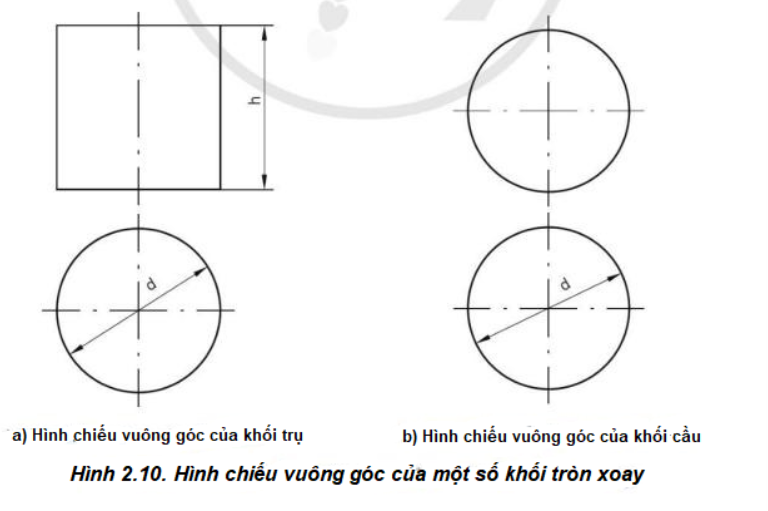 h
d
d
a) Hình chiếu vuông góc của khối trụ
b) Hình chiếu vuông góc của khối cầu
Hình 2.10. Hình chiếu vuông góc của một số khối tròn xoay